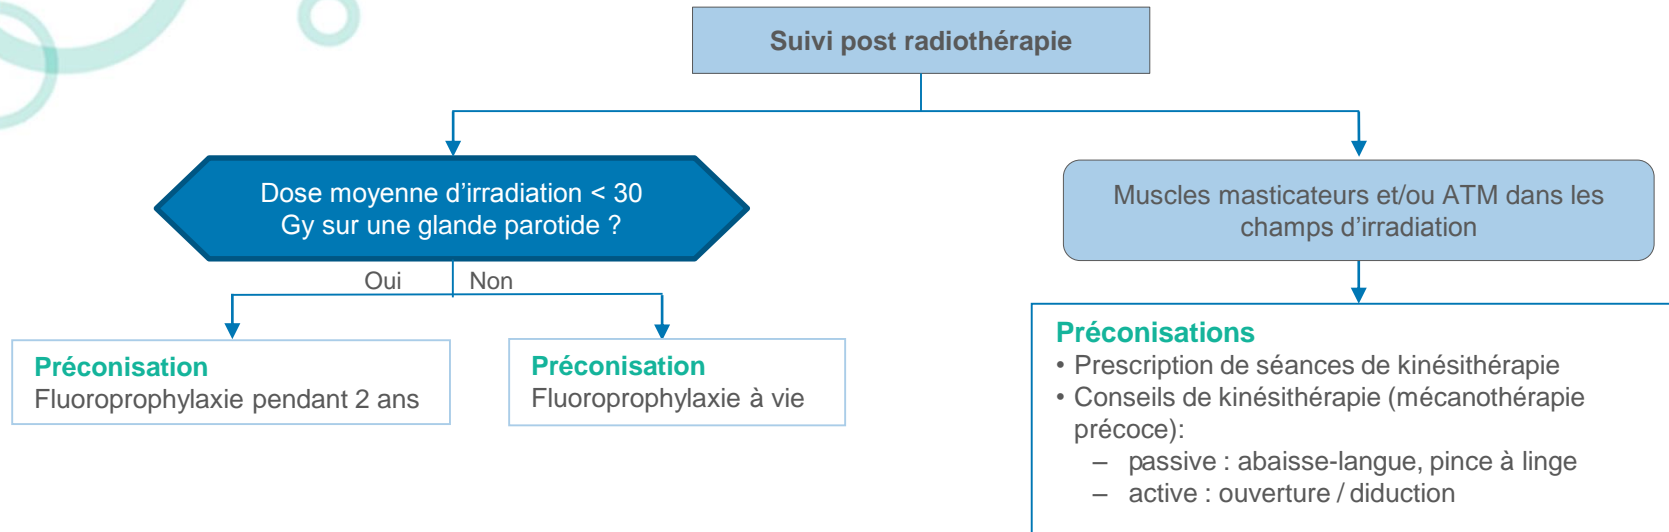 Suivi post radiothérapie
Dose moyenne d’irradiation < 30
Gy sur une glande parotide ?
Oui
Non
Préconisation
Fluoroprophylaxie pendant 2 ans
Préconisation
Fluoroprophylaxie à vie
Muscles masticateurs et/ou ATM dans les
champs d’irradiation
Préconisations
• Prescription de séances de kinésithérapie
• Conseils de kinésithérapie (mécanothérapie
précoce):
– passive : abaisse-langue, pince à linge
– active : ouverture / diduction